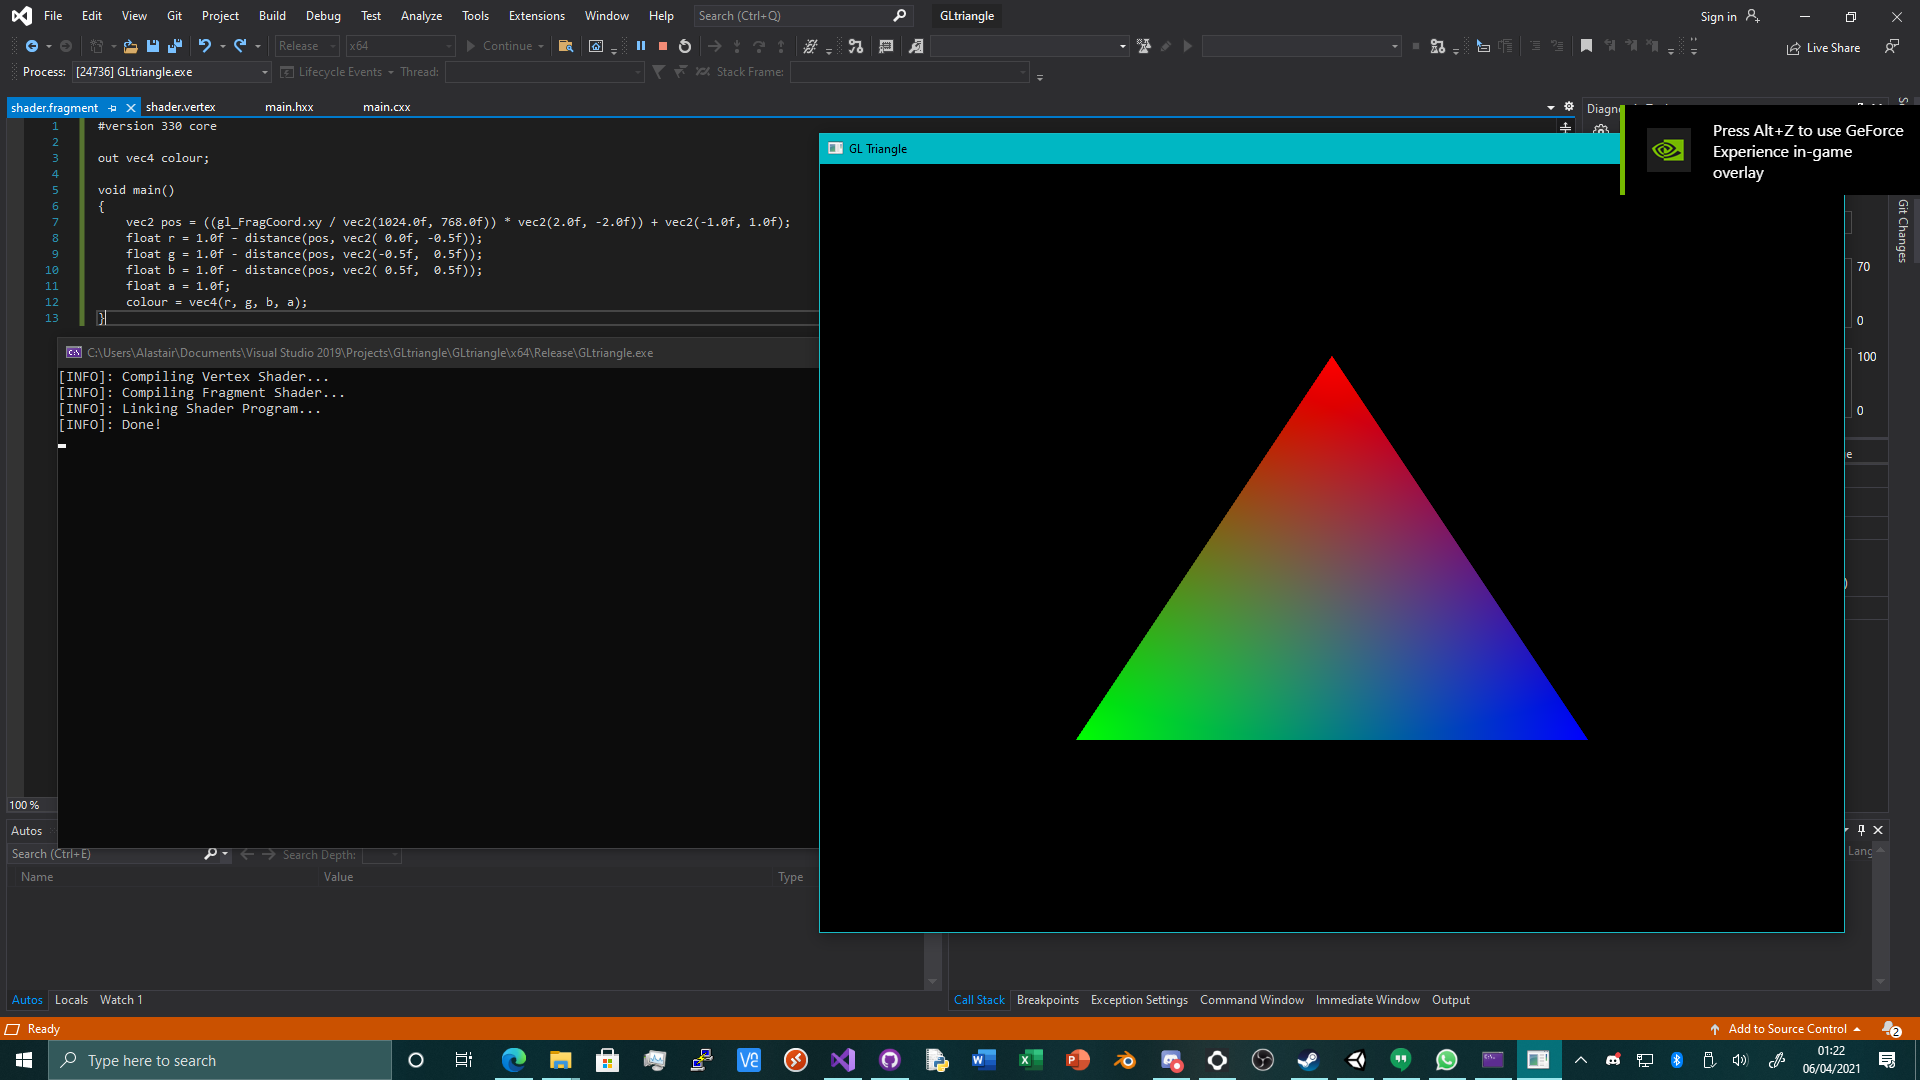 File Edit View Git Project Build Debug Test Analyze Tools Extensions Window Help Search (Ctrl+Q) GLtriangle Sign in
Release x64 Continue Live Share
Process: [24736] GLtriangle.exe Lifecycle Events Thread: Stack Frame:
shader.fragment shader.vertex main.hxx main.cxx
1 #version 330 core
2
3 out vec4 colour;
4
5 void main()
6 {
7 vec2 pos = ((gl_FragCoord.xy / vec2(1024.0f, 768.0f)) * vec2(2.0f, -2.0f)) + vec2(-1.0f, 1.0f);
8 float r = 1.0f - distance(pos, vec2( 0.0f, -0.5f));
9 float g = 1.0f - distance(pos, vec2(-0.5f,  0.5f));
10 float b = 1.0f - distance(pos, vec2( 0.5f,  0.5f));
11 float a = 1.0f;
12 colour = vec4(r, g, b, a);
13 }
GL Triangle
Press Alt+Z to use GeForce
Experience in-game
overlay
Git Changes
70
0
100
0
C:\Users\Alastair\Documents\Visual Studio 2019\Projects\GLtriangle\GLtriangle\x64\Release\GLtriangle.exe
[INFO]: Compiling Vertex Shader...
[INFO]: Compiling Fragment Shader...
[INFO]: Linking Shader Program...
[INFO]: Done!
100 %
Autos
Search (Ctrl+E) Search Depth:
Name Value Type
Lang
Autos Locals Watch 1
Call Stack Breakpoints Exception Settings Command Window Immediate Window Output
Ready
Add to Source Control 2
Type here to search
01:22
06/04/2021